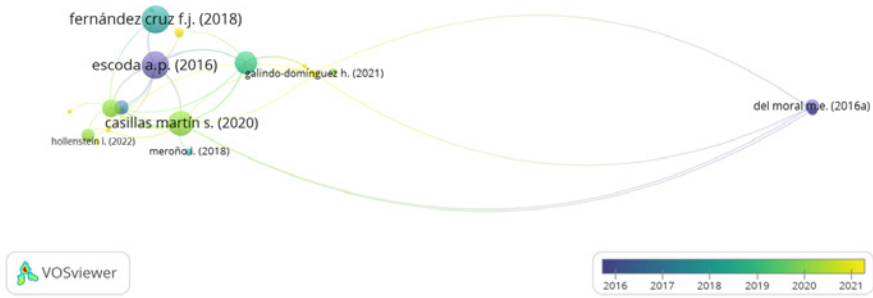 fernández cruz f.j. (2018)
escoda a.p. (2016)
galindo-domínguez h. (2021)
del moral m.e. (2016a)
casillas martín s. (2020)
hollenstein l. (2022)
meroño l. (2018)
VOSviewer
2016 2017 2018 2019 2020 2021